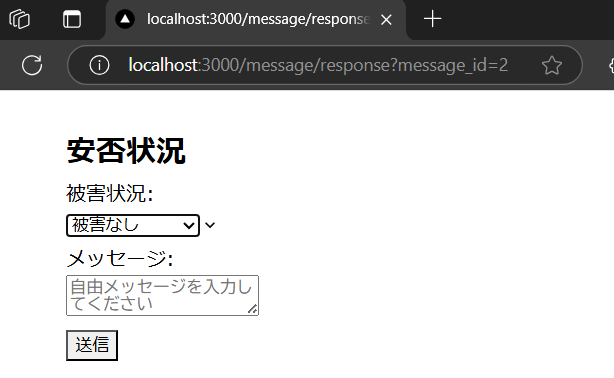 localhost:3000/message/response
localhost:3000/message/response?message_id=2
安否状況
被害状況:
被害なし
メッセージ:
自由メッセージを入力し
てください
送信